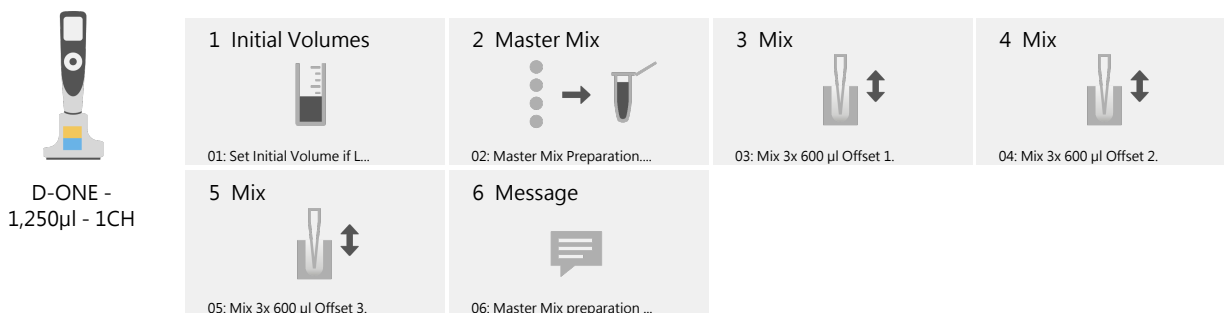 1 Initial Volumes
2 Master Mix
3 Mix
4 Mix
01: Set Initial Volume if L...
02: Master Mix Preparation....
03: Mix 3x 600 µl Offset 1.
04: Mix 3x 600 µl Offset 2.
D-ONE -
1,250µl - 1CH
5 Mix
6 Message
05: Mix 3x 600 µl Offset 3.
06: Master Mix preparation ...